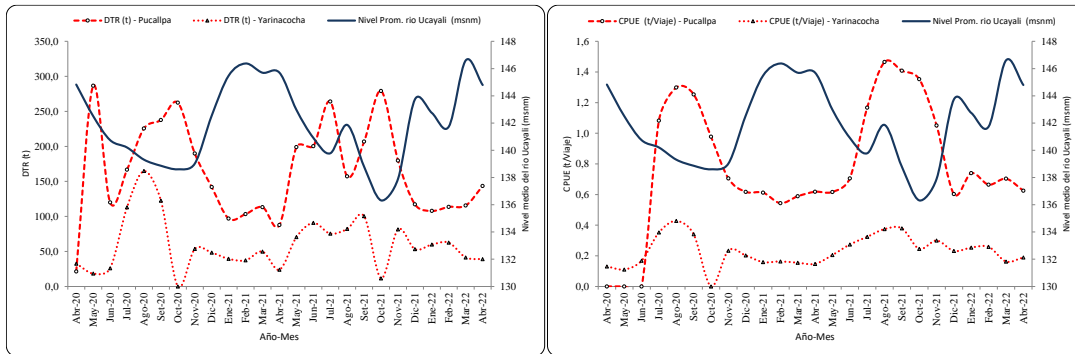 DTR (t) - Pucallpa
DTR (t) - Yarinacocha
Nivel Prom. rio Ucayali (msnm)
350,0
300,0
250,0
200,0
150,0
100,0
50,0
0,0
DTR (t)
148
146
144
142
140
138
136
134
132
130
Nivel medio del rio Ucayali (msnm)
Abr-20
May-20
Jun-20
Jul-20
Ago-20
Set-20
Oct-20
Nov-20
Dic-20
Ene-21
Feb-21
Mar-21
Abr-21
May-21
Jun-21
Jul-21
Ago-21
Set-21
Oct-21
Nov-21
Dic-21
Ene-22
Feb-22
Mar-22
Abr-22
Año-Mes
CPUE (t/Viaje) - Pucallpa
CPUE (t/Viaje) - Yarinacocha
Nivel Prom. rio Ucayali (msnm)
1,6
1,4
1,2
1,0
0,8
0,6
0,4
0,2
0,0
CPUE (t/Viaje)
148
146
144
142
140
138
136
134
132
130
Nivel medio del rio Ucayali (msnm)
Abr-20
May-20
Jun-20
Jul-20
Ago-20
Set-20
Oct-20
Nov-20
Dic-20
Ene-21
Feb-21
Mar-21
Abr-21
May-21
Jun-21
Jul-21
Ago-21
Set-21
Oct-21
Nov-21
Dic-21
Ene-22
Feb-22
Mar-22
Abr-22
Año-Mes